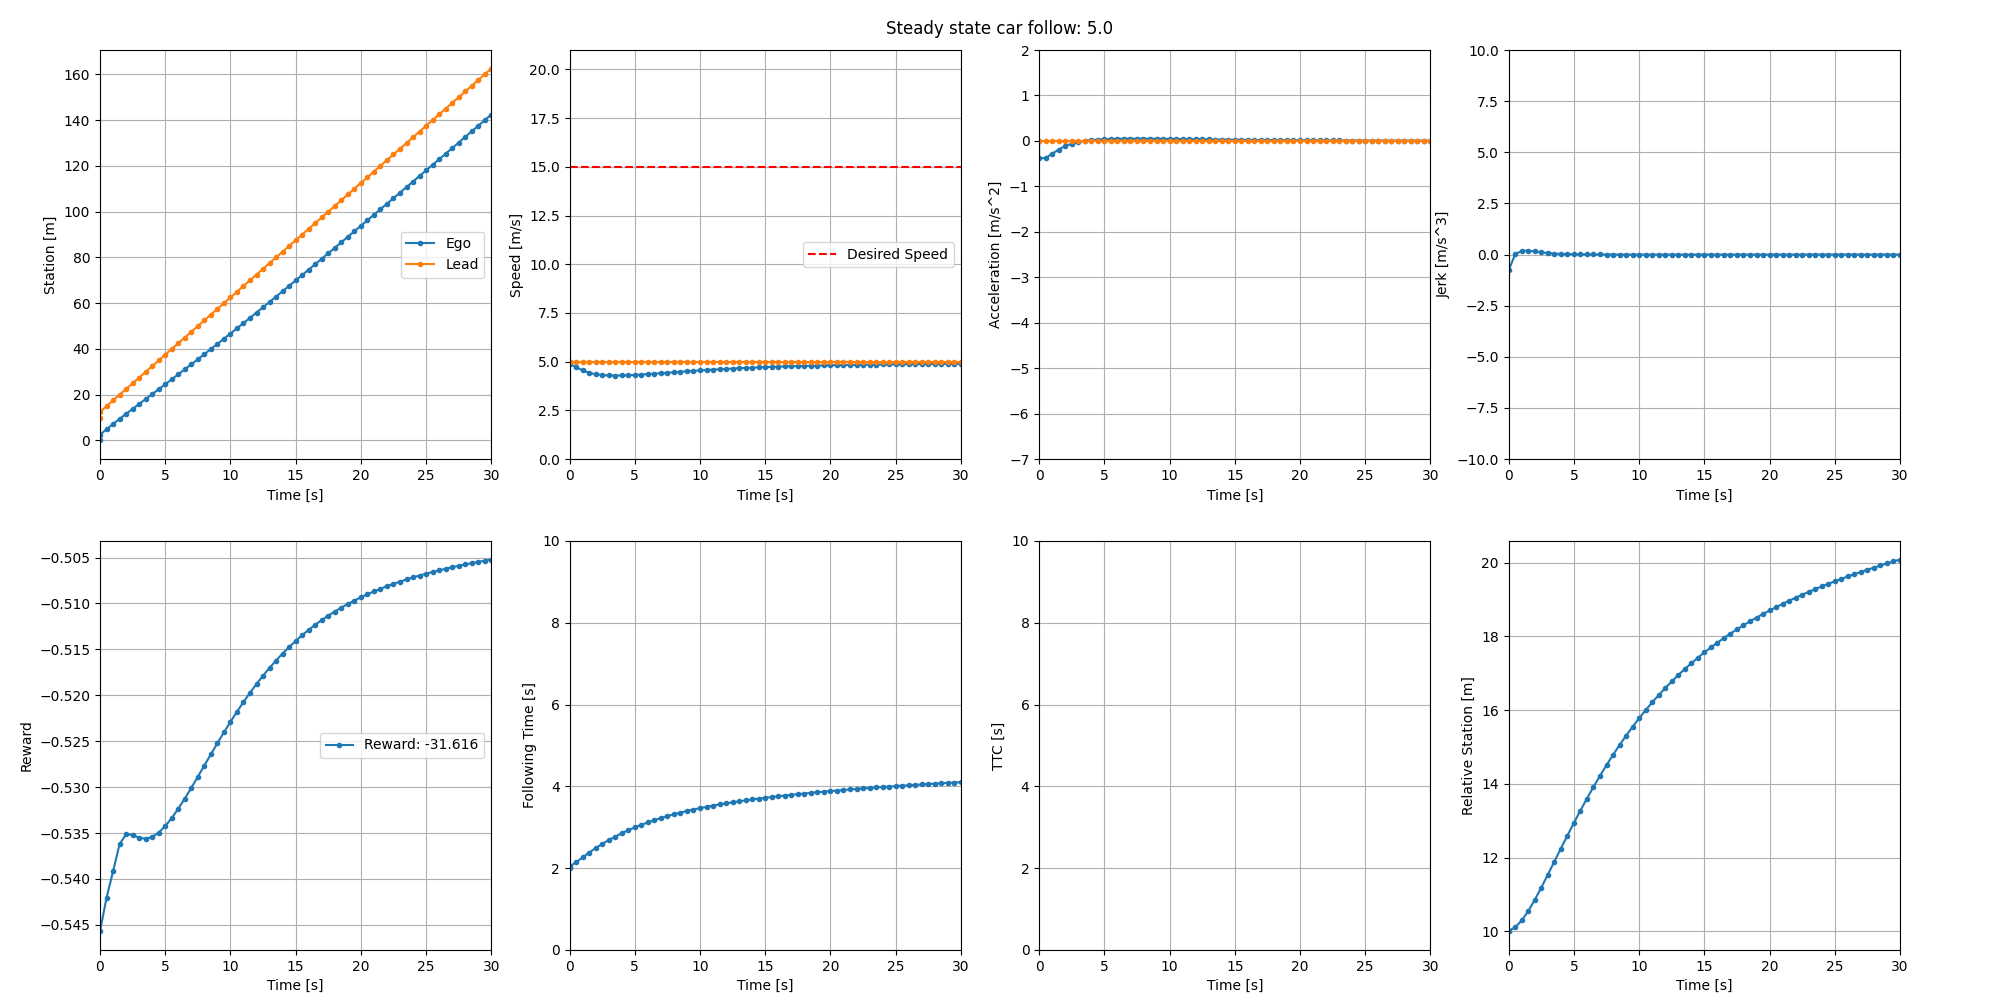 Steady state car follow: 5.0
160
140
120
100
80
60
40
20
0
Station [m]
Ego
Lead
0 5 10 15 20 25 30
Time [s]
20.0
17.5
15.0
12.5
10.0
7.5
5.0
2.5
0.0
Speed [m/s]
Desired Speed
0 5 10 15 20 25 30
Time [s]
2
1
0
−1
−2
−3
−4
−5
−6
−7
Acceleration [m/s^2]
0 5 10 15 20 25 30
Time [s]
10.0
7.5
5.0
2.5
0.0
−2.5
−5.0
−7.5
−10.0
Jerk [m/s^3]
0 5 10 15 20 25 30
Time [s]
−0.505
−0.510
−0.515
−0.520
−0.525
−0.530
−0.535
−0.540
−0.545
Reward
Reward: -31.616
0 5 10 15 20 25 30
Time [s]
10
8
6
4
2
0
Following Time [s]
0 5 10 15 20 25 30
Time [s]
10
8
6
4
2
0
TTC [s]
0 5 10 15 20 25 30
Time [s]
20
18
16
14
12
10
Relative Station [m]
0 5 10 15 20 25 30
Time [s]